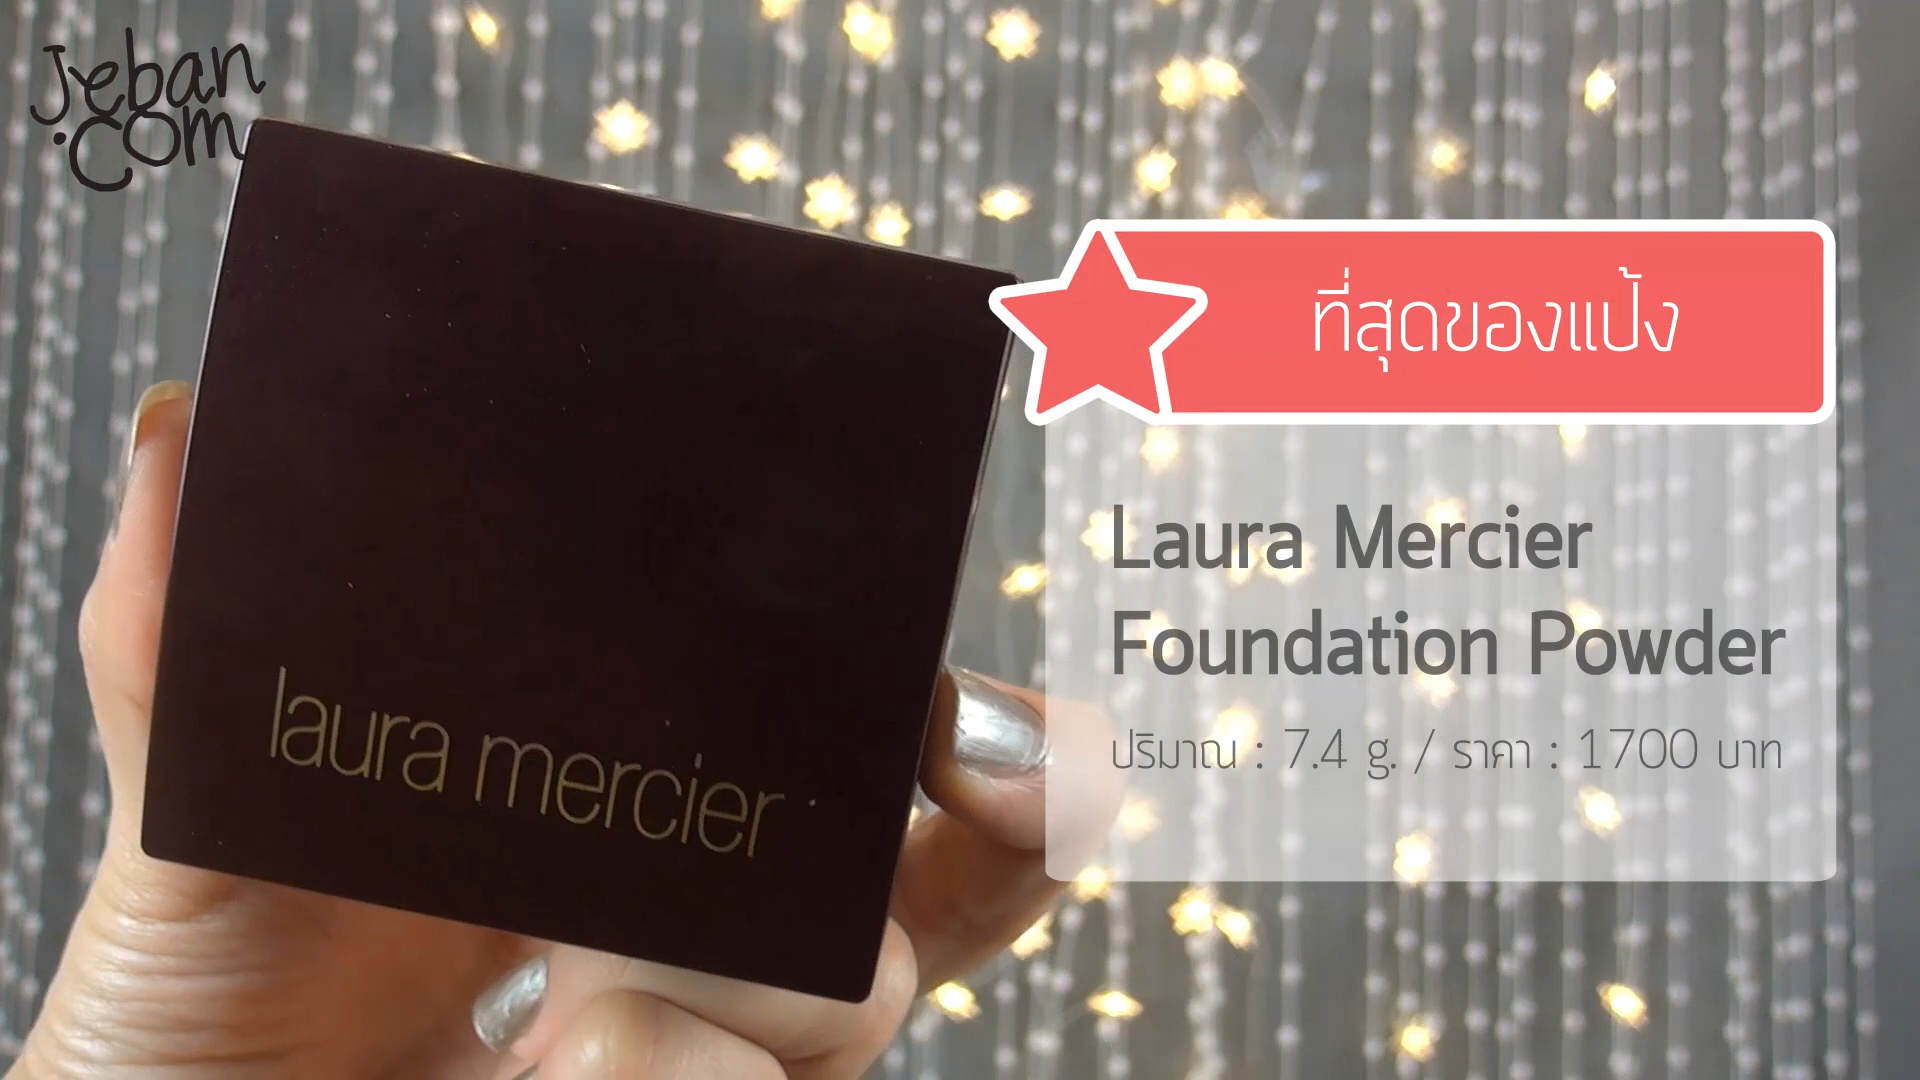 Jeban
.com
ที่สุดของแป้ง
Laura Mercier
Foundation Powder
ปริมาณ : 7.4 g. / ราคา : 1700 บาท
laura mercier